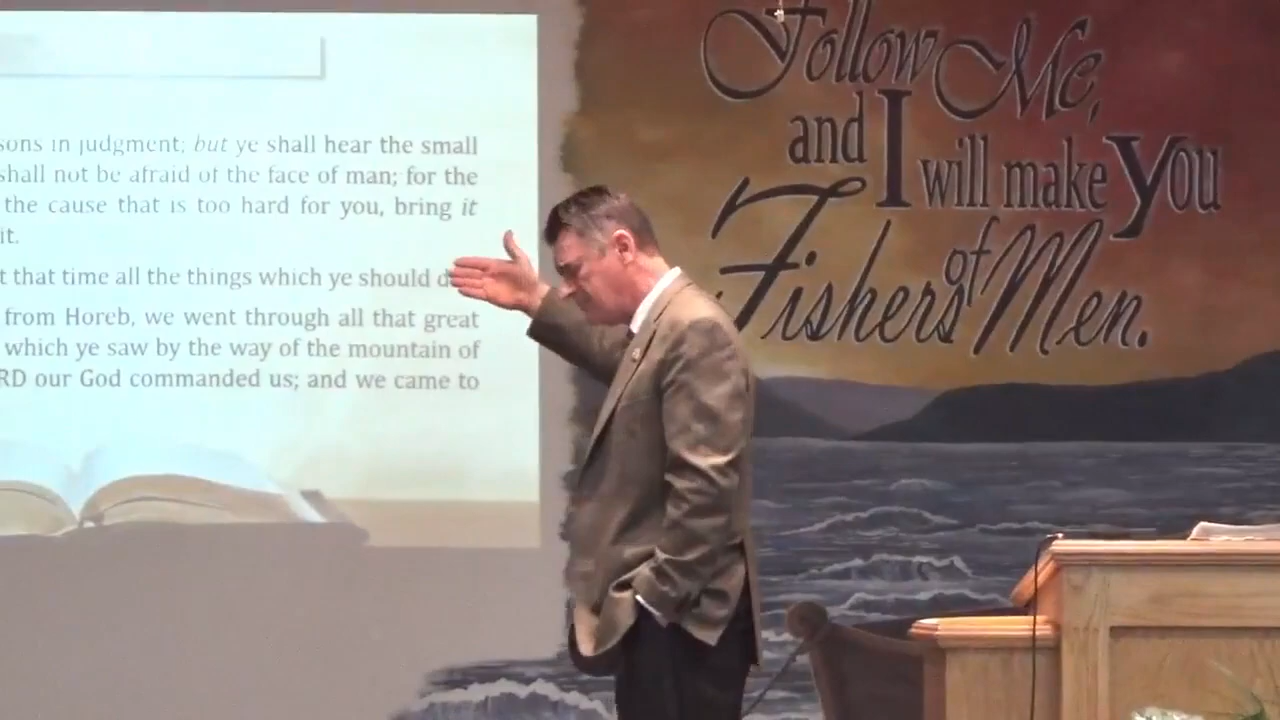 sons in judgment; but ye shall hear the small
shall not be afraid of the face of man; for the
the cause that is too hard for you, bring it
it.
t that time all the things which ye should d
from Horeb, we went through all that great
which ye saw by the way of the mountain of
RD our God commanded us; and we came to
Follow Me,
and I will make you
Fishers of Men.